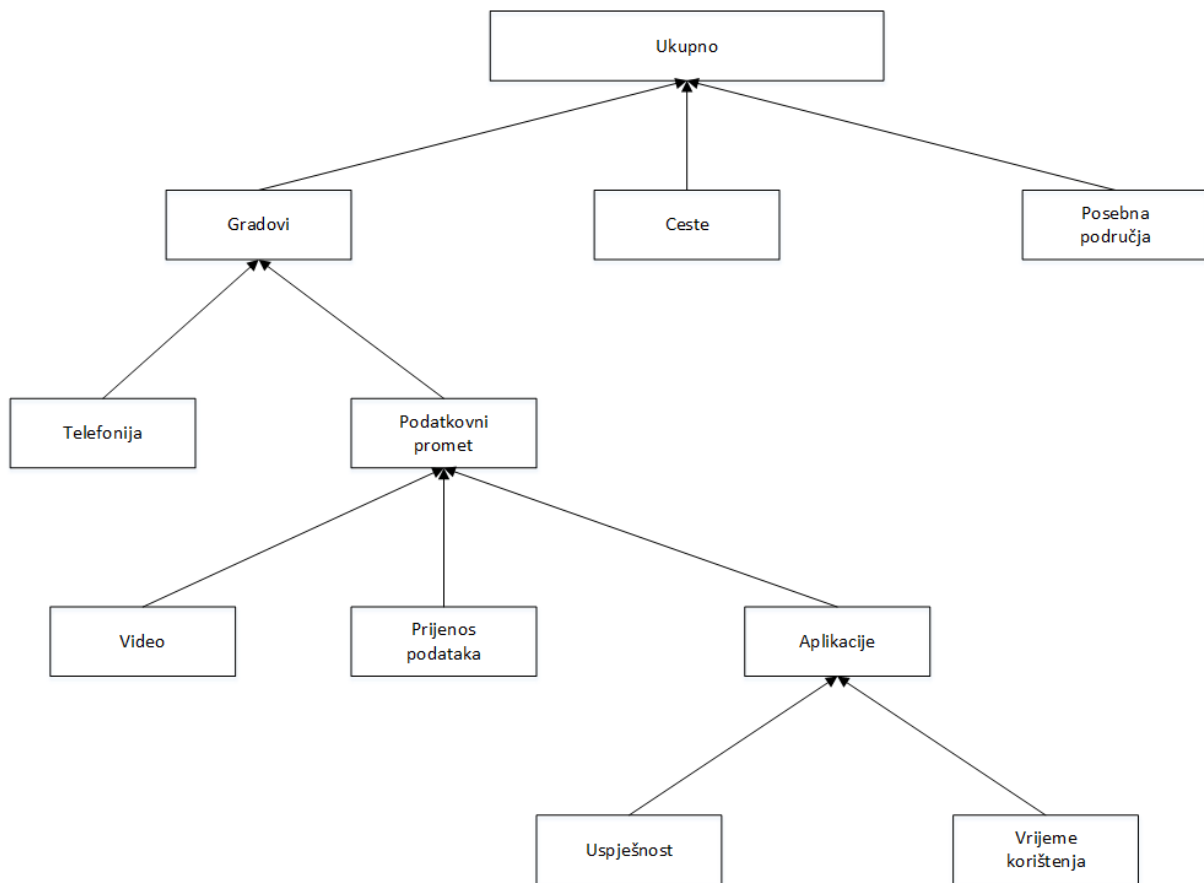 Ukupno
Gradovi
Ceste
Posebna
područja
Telefonija
Podatkovni
promet
Video
Prijenos
podataka
Aplikacije
Uspješnost
Vrijeme
korištenja